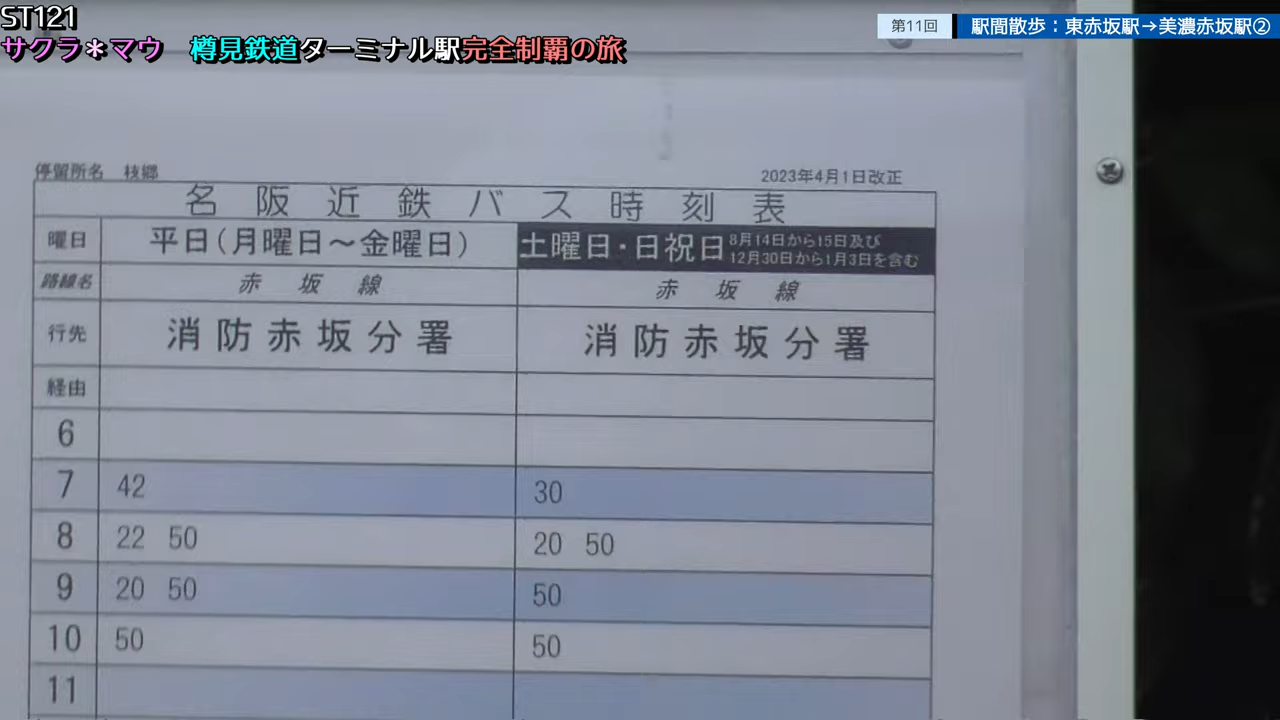 ST121
サクラ＊マウ 樽見鉄道ターミナル駅完全制覇の旅
第11回 駅間散歩：東赤坂駅→美濃赤坂駅②
停留所名 枝郷 2023年4月1日改正
名阪近鉄バス時刻表
曜日 平日(月曜日～金曜日) 土曜日・日祝日 8月14日から15日及び
12月30日から1月3日を含む
路線名 赤坂線 赤坂線
行先 消防赤坂分署 消防赤坂分署
経由
6
7 42 30
8 22 50 20 50
9 20 50 50
10 50 50
11